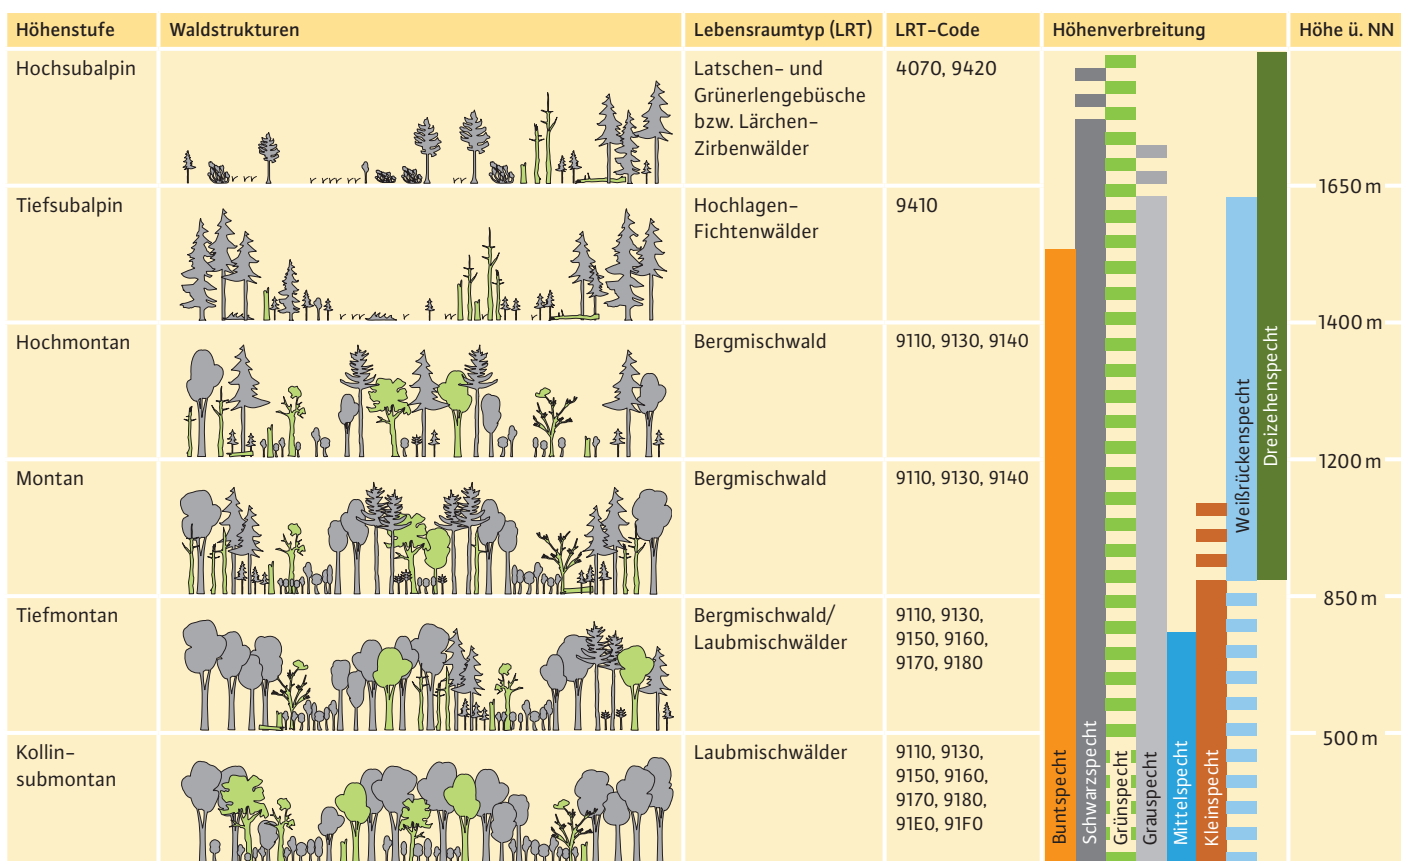 Höhenstufe Waldstrukturen Lebensraumtyp (LRT) LRT-Code Höhenverbreitung Höhe ü. NN
Hochsubalpin
Latschen- und
Grünerlengebüsche
bzw. Lärchen-
Zirbenwälder
4070, 9420
1650 m
Tiefsubalpin
Hochlagen-
Fichtenwälder
9410
1400 m
Hochmontan
Bergmischwald
9110, 9130, 9140
1200 m
Montan
Bergmischwald
9110, 9130, 9140
850 m
Tiefmontan
Bergmischwald/
Laubmischwälder
9110, 9130,
9150, 9160,
9170, 9180
500 m
Kollin-
submontan
Laubmischwälder
9110, 9130,
9150, 9160,
9170, 9180,
91E0, 91F0
Buntspecht
Schwarzspecht
Grünspecht
Grauspecht
Mittelspecht
Kleinspecht
Weißrückenspecht
Dreizehenspecht